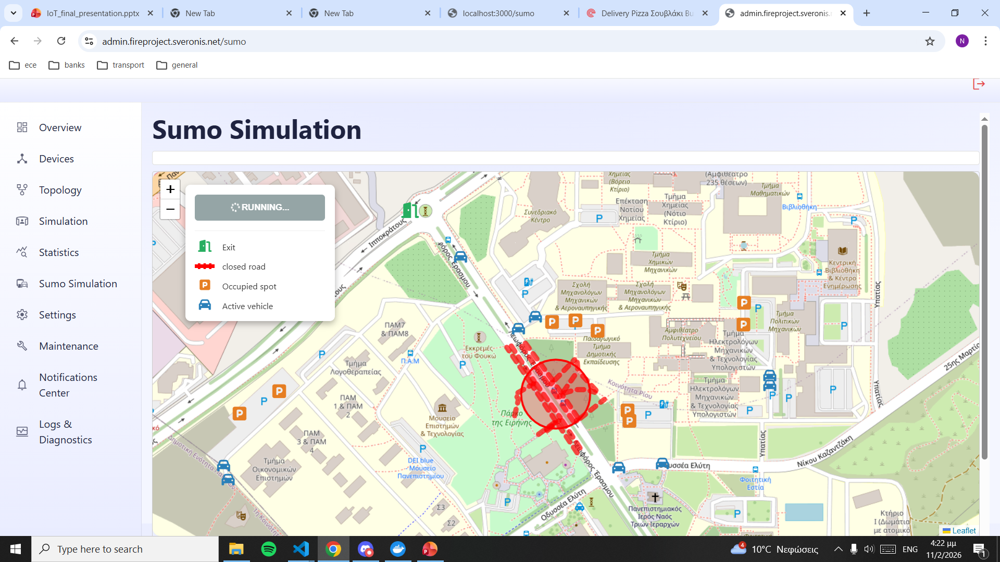 IoT_final_presentation.pptx
New Tab
New Tab
localhost:3000/sumo
Delivery Pizza Σουβλάκι Bu
admin.fireproject.sveronis.
admin.fireproject.sveronis.net/sumo
N
ece
banks
transport
general
Overview
Devices
Topology
Simulation
Statistics
Sumo Simulation
Settings
Maintenance
Notifications
Center
Logs &
Diagnostics
Sumo Simulation
+
−
RUNNING...
Exit
closed road
Occupied spot
Active vehicle
Ιπποκράτους
Συνεδριακό
Κέντρο
Χημείας
(Βόρειο
Κτίριο)
Επέκταση
Νοτίου
Χημείας
Τμήμα
Χημείας
(Νότιο
Κτίριο)
(Αμφιθέατρο
235 θέσεων)
Τμήμα
Μαθηματικών
Βιβλιοθήκη
Κεντρική
Βιβλιοθήκη
& Κέντρο
Ενημέρωσης
Τμήμα
Χημικών
Μηχανικών
Σχολή
Μηχανολόγων
Μηχανικών
& Αεροναυπηγικής
Σχολή
Μηχανολόγων
Μηχανικών
& Αεροναυπηγικής
Υπατίας
Τμήμα
Πολιτικών
Μηχανικών
Αμφιθέατρο
Πολυτεχνείου
Τμήμα
Ηλεκτρολόγων
Μηχανικών
& Τεχνολογίας
Υπολογιστών
Παιδαγωγικό
Τμήμα
Δημοτικής
Εκπαίδευσης
ΠΑΜ7
& ΠΑΜ8
Εκκρεμές
του Φουκώ
Π.Α.Μ
Τμήμα
Λογοθεραπείας
25ης Μαρτίο
Κοινότητα Ρίου
Τμήμα
Ηλεκτρολόγων
Μηχανικών
& Τεχνολογίας
Υπολογιστών
Υπατίας
ΠΑΜ
1 & ΠΑΜ
2
Μουσείο
Επιστημών
& Τεχνολογίας
Πάρκο
της Ειρήνης
ΠΑΜ
3 & ΠΑΜ
4
Υπατίας
Νίκου Καζαντζάκη
DEI blue
- Μουσείο
Πανεπιστημίου
Τμήμα
Οικονομικών
Επιστημών
Λεωφόρος Έρασμου
υσσέα Ελύτη
Φοιτητική
Εστία
Οδυσσέα Ελύτη
Πανεπιστημιακός
Ιερός Ναός
Τριών Ιεραρχών
Σ3
Σ2
Κτήριο
Ι (Δωμάτια
με ατομικό
Leaflet
Type here to search
4
10°C Νεφώσεις
ENG
4:22 μμ
11/2/2026
1